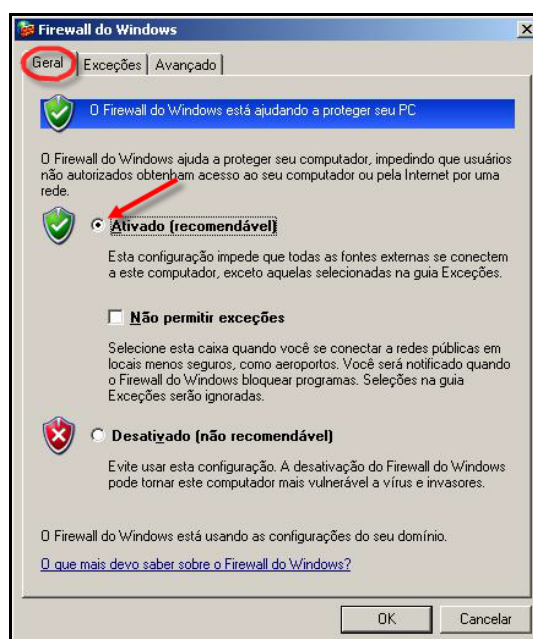 Firewall do Windows
Geral Exceções Avançado
O Firewall do Windows está ajudando a proteger seu PC
O Firewall do Windows ajuda a proteger seu computador, impedindo que usuários
não autorizados obtenham acesso ao seu computador ou pela Internet por uma
rede.
Ativado (recomendável)
Esta configuração impede que todas as fontes externas se conectem
a este computador, exceto aquelas selecionadas na guia Exceções.
Não permitir exceções
Selecione esta caixa quando você se conectar a redes públicas em
locais menos seguros, como aeroportos. Você será notificado quando
o Firewall do Windows bloquear programas. Seleções na guia
Exceções serão ignoradas.
Desativado (não recomendável)
Evite usar esta configuração. A desativação do Firewall do Windows
pode tornar este computador mais vulnerável a vírus e invasores.
O Firewall do Windows está usando as configurações do seu domínio.
O que mais devo saber sobre o Firewall do Windows?
OK Cancelar